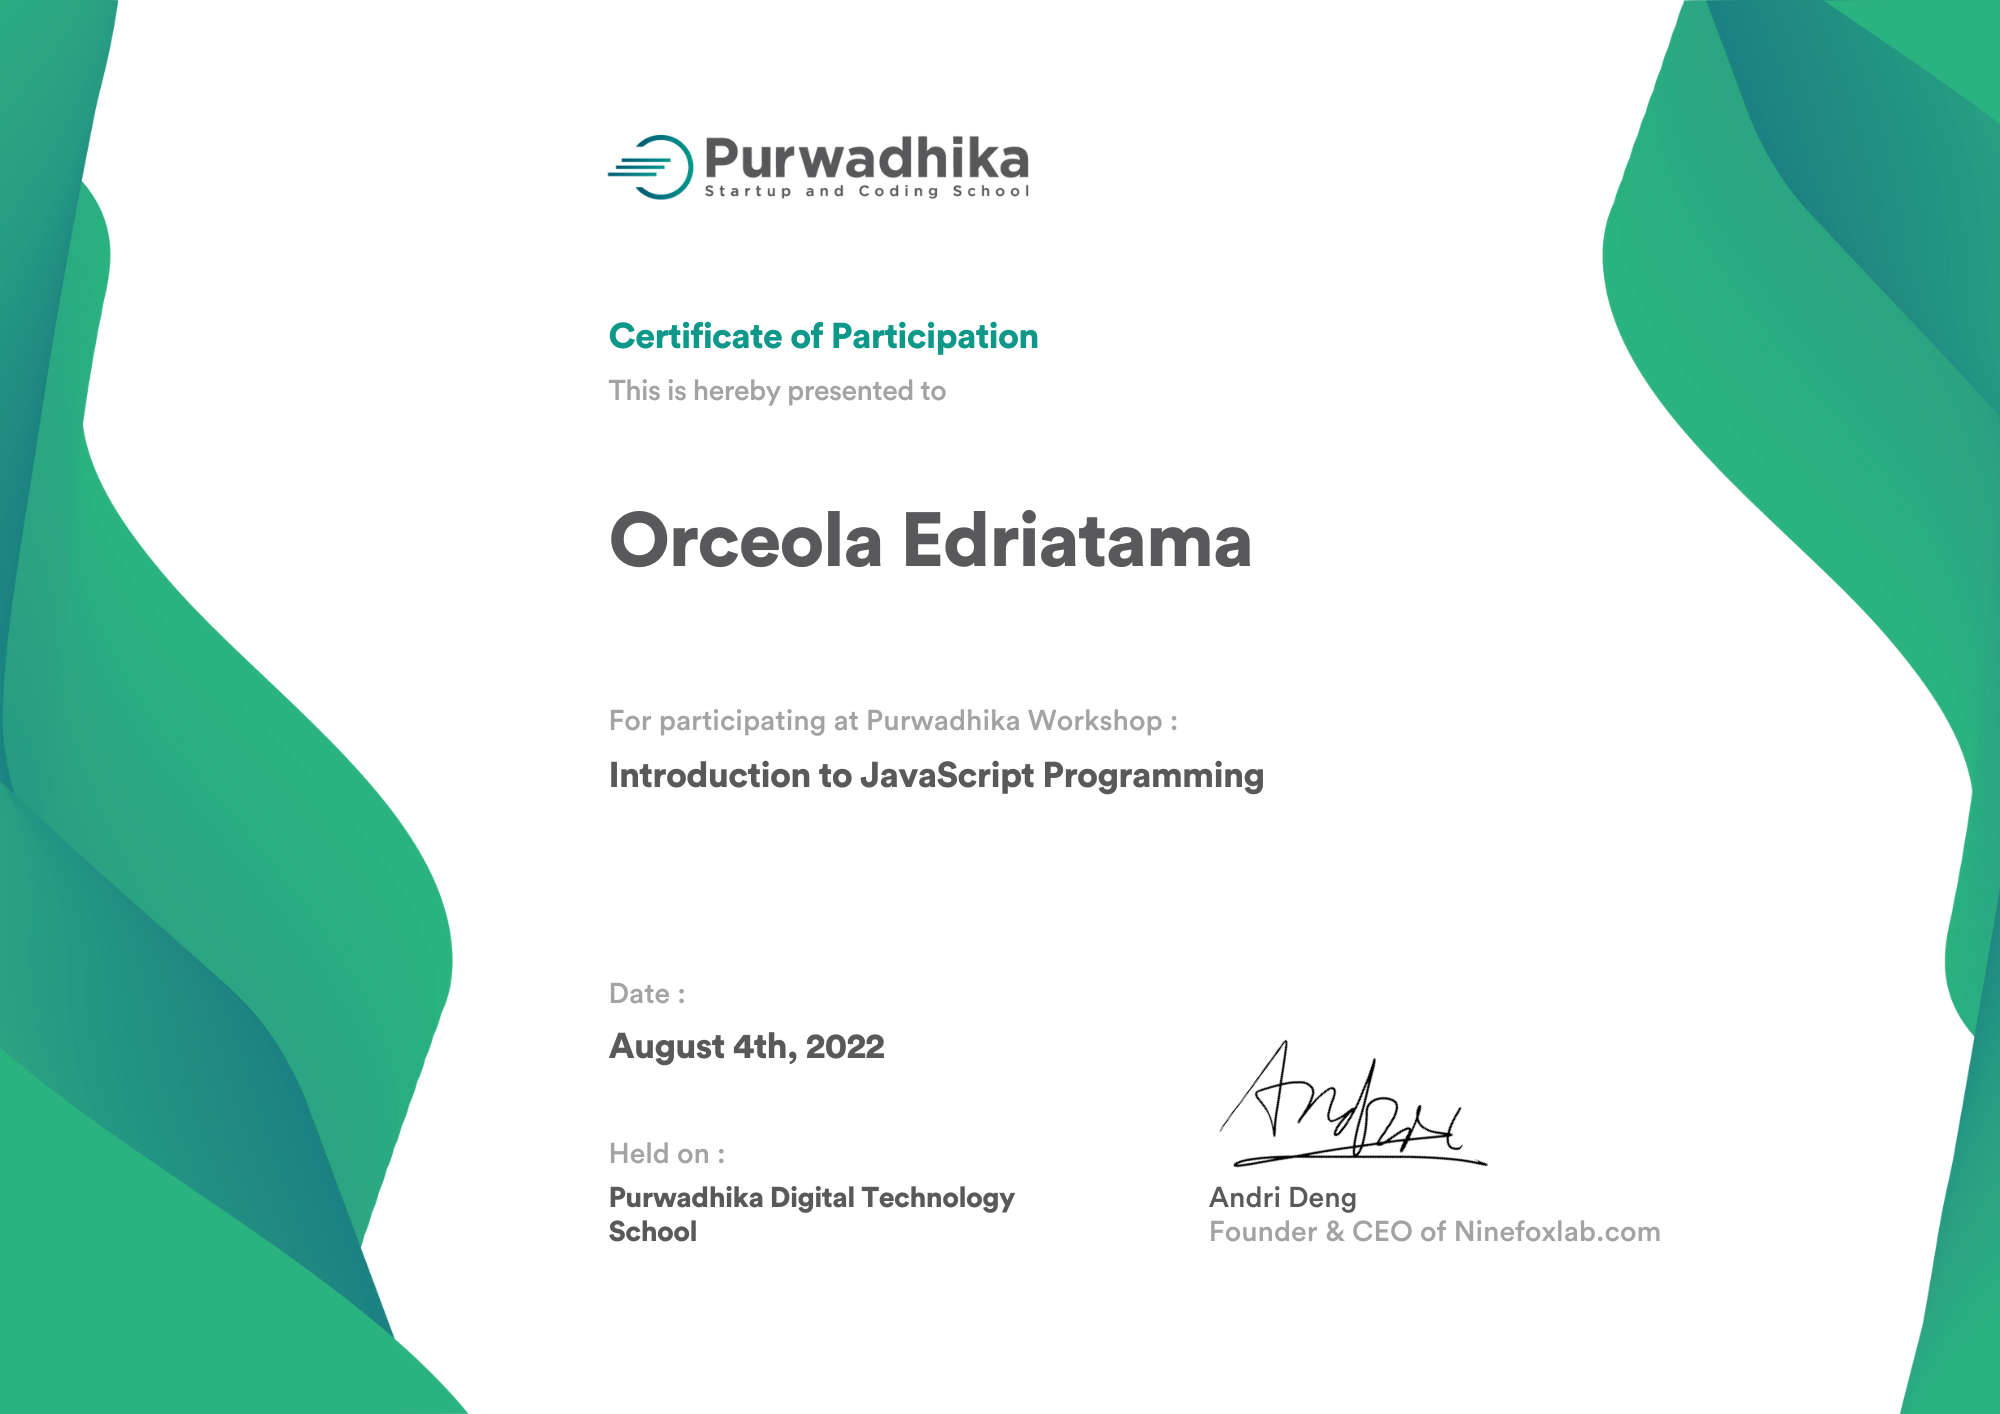 Purwadhika
Startup and Coding School
Certificate of Participation
This is hereby presented to
Orceola Edriatama
For participating at Purwadhika Workshop :
Introduction to JavaScript Programming
Date :
August 4th, 2022
Held on :
Purwadhika Digital Technology
School
Andri Deng
Founder & CEO of Ninefoxlab.com